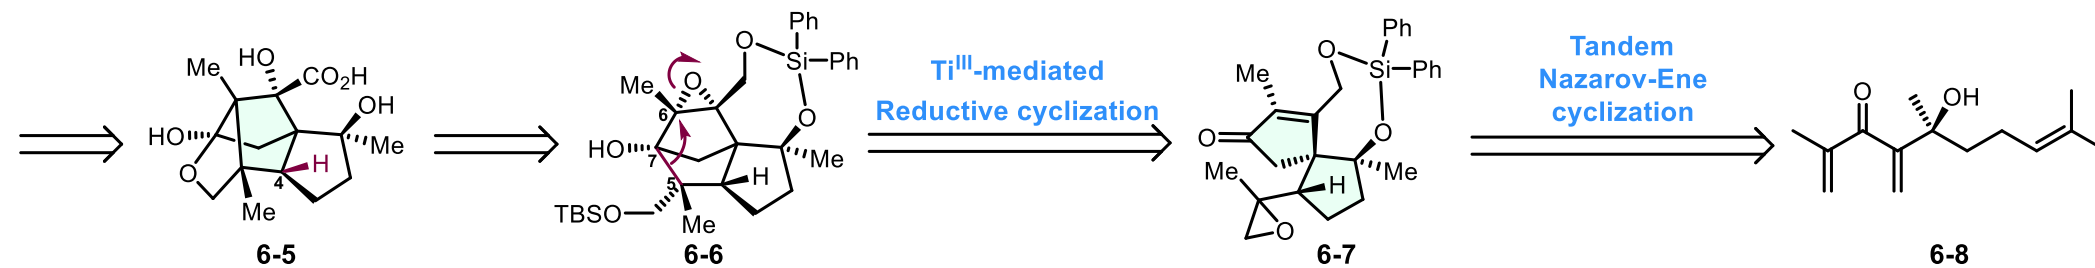 HO
CO₂H
Me
OH
HO
Me
H
O
4
Me
6-5
Ph
O
Si
Ph
O
Me
6
O
HO
7
Me
H
5
TBSO
Me
6-6
Ti^III-mediated
Reductive cyclization
Ph
O
Si
Ph
Me
O
O
Me
Me
H
O
6-7
Tandem
Nazarov-Ene
cyclization
O
OH
6-8